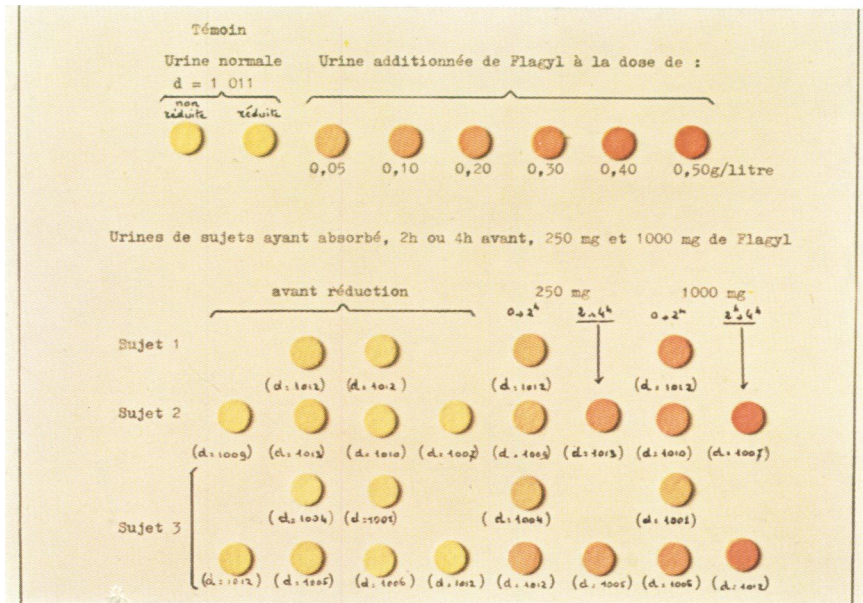 Témoin
Urine normale
d = 1 011
non réduite
réduite
Urine additionnée de Flagyl à la dose de :
0,05 0,10 0,20 0,30 0,40 0,50g/litre
Urines de sujets ayant absorbé, 2h ou 4h avant, 250 mg et 1000 mg de Flagyl
avant réduction 250 mg 1000 mg
0→2h 2→4h 0→2h 2h→4h
Sujet 1
(d=1012) (d=1012) (d=1012) (d=1012)
Sujet 2
(d=1009) (d=1013) (d=1010) (d=1007) (d=1009) (d=1013) (d=1010) (d=1007)
(d=1004) (d=1001) (d=1004) (d=1001)
Sujet 3
(d=1012) (d=1005) (d=1006) (d=1012) (d=1012) (d=1005) (d=1006) (d=1012)